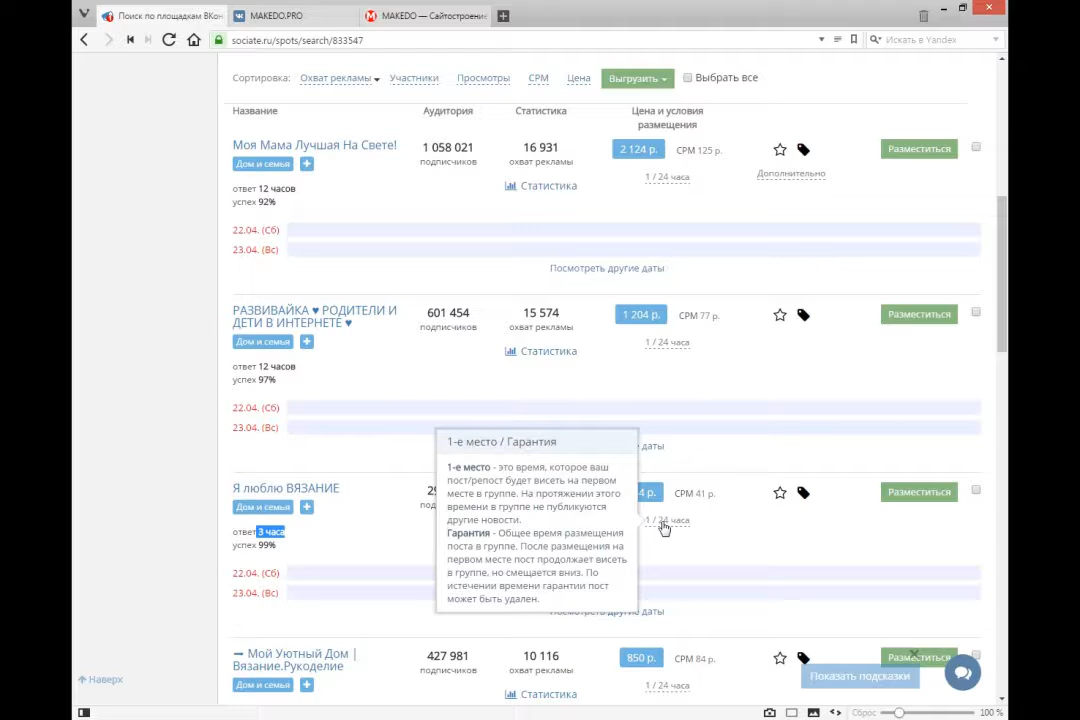 Поиск по площадкам ВКон
MAKEDO.PRO
MAKEDO — Сайтостроение
sociate.ru/spots/search/833547
Искать в Yandex
Сортировка: Охват рекламы Участники Просмотры CPM Цена Выгрузить Выбрать все
Название Аудитория Статистика Цена и условия
размещения
Моя Мама Лучшая На Свете! 1 058 021 16 931 2 124 р. CPM 125 р. Разместиться
Дом и семья + подписчиков охват рекламы
1 / 24 часа Дополнительно
Статистика
ответ 12 часов
успех 92%
22.04. (Сб)
23.04. (Вс)
Посмотреть другие даты
РАЗВИВАЙКА ♥ РОДИТЕЛИ И 601 454 15 574 1 204 р. CPM 77 р. Разместиться
ДЕТИ В ИНТЕРНЕТЕ ♥ подписчиков охват рекламы
Дом и семья + 1 / 24 часа
Статистика
ответ 12 часов
успех 97%
22.04. (Сб)
23.04. (Вс)
даты
1-е место / Гарантия
1-е место - это время, которое ваш
пост/репост будет висеть на первом
месте в группе. На протяжении этого
времени в группе не публикуются
другие новости.
Гарантия - Общее время размещения
поста в группе. После размещения на
первом месте пост продолжает висеть
в группе, но смещается вниз. По
истечении времени гарантии пост
может быть удален.
Я люблю ВЯЗАНИЕ 4 р. CPM 41 р. Разместиться
Дом и семья +
1 / 24 часа
ответ 3 часа
успех 99%
22.04. (Сб)
23.04. (Вс)
Посмотреть другие даты
➞ Мой Уютный Дом | 427 981 10 116 850 р. CPM 84 р. Разместиться
Вязание.Рукоделие подписчиков охват рекламы
Дом и семья + 1 / 24 часа
Статистика
Показать подсказки
Наверх
Сброс 100 %